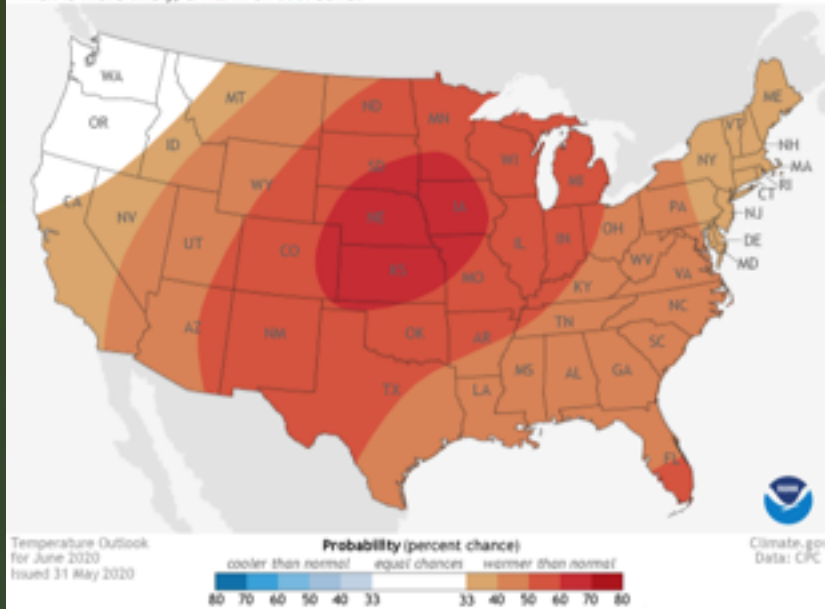 WA
MT
ND
MN
ME
OR
ID
SD
WI
MI
NY
VT
NH
MA
RI
CT
WY
CA
NV
NE
IA
PA
NJ
UT
CO
IL
IN
OH
DE
MD
KS
MO
WV
VA
KY
AZ
NM
OK
AR
TN
NC
SC
TX
LA
MS
AL
GA
FL
Temperature Outlook
for June 2020
Issued 31 May 2020
Probability (percent chance)
cooler than normal equal chances warmer than normal
80 70 60 50 40 33 33 40 50 60 70 80
Climate.gov
Data: CPC